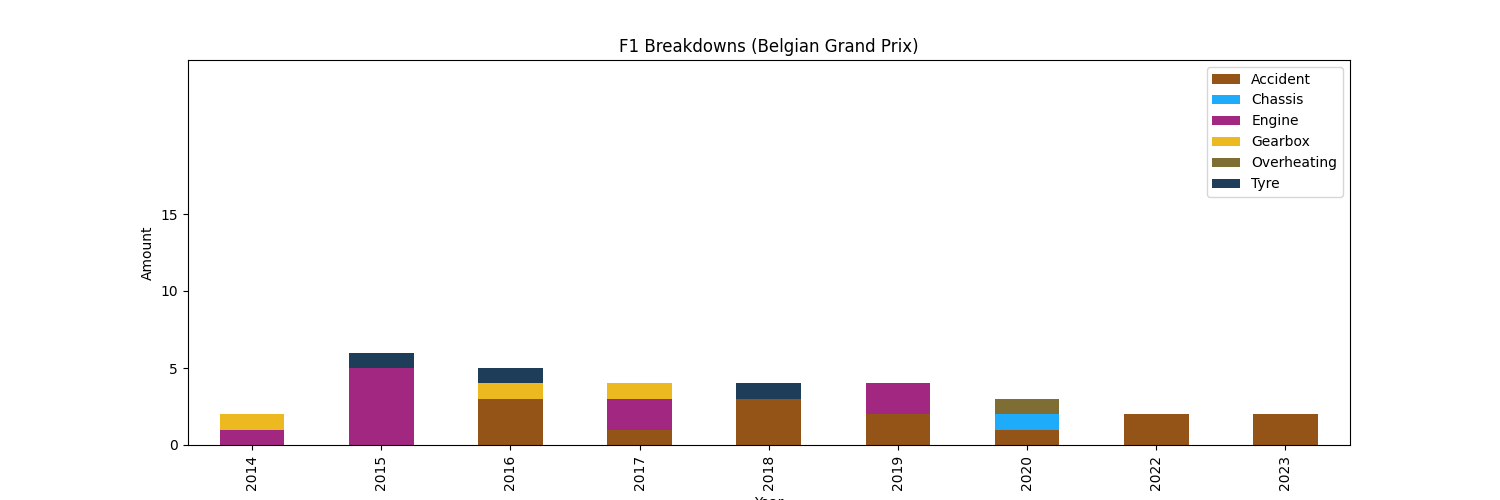 F1 Breakdowns (Belgian Grand Prix)
Accident
Chassis
Engine
Gearbox
Overheating
Tyre
Amount
15
10
5
0
2014
2015
2016
2017
2018
2019
2020
2022
2023